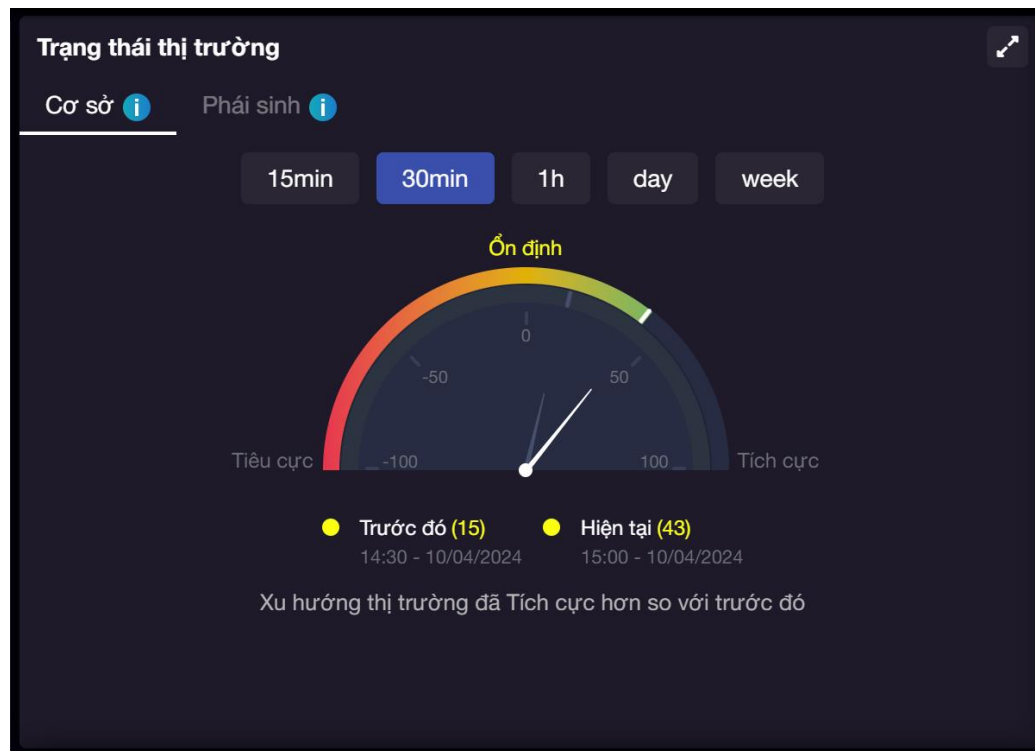 Trạng thái thị trường
Cơ sở i Phái sinh i
15min 30min 1h day week
Ổn định
0
-50 50
Tiêu cực -100 100 Tích cực
Trước đó (15) Hiện tại (43)
14:30 - 10/04/2024 15:00 - 10/04/2024
Xu hướng thị trường đã Tích cực hơn so với trước đó